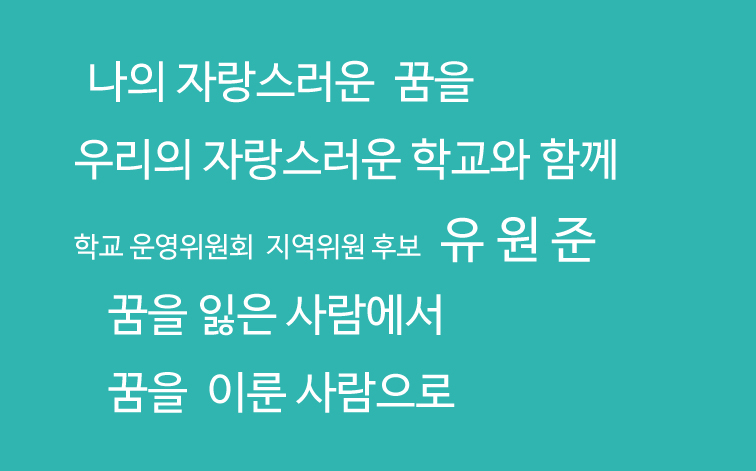 나의 자랑스러운 꿈을
우리의 자랑스러운 학교와 함께
학교 운영위원회 지역위원 후보 유 원 준
꿈을 잃은 사람에서
꿈을 이룬 사람으로